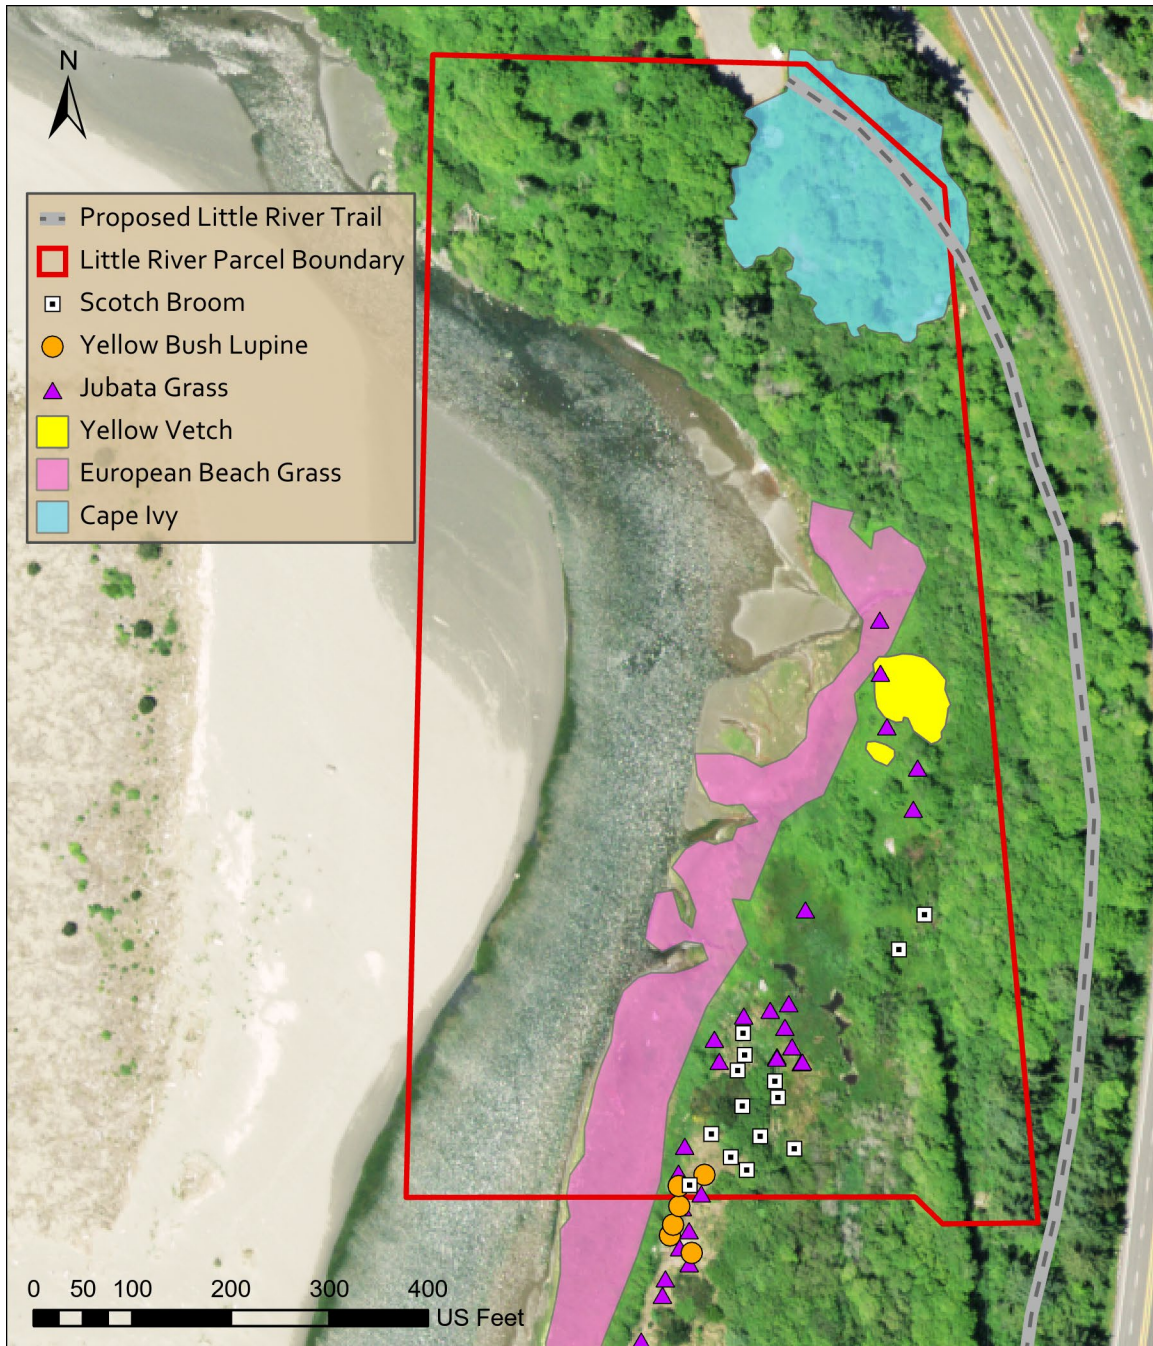 N
Proposed Little River Trail
Little River Parcel Boundary
Scotch Broom
Yellow Bush Lupine
Jubata Grass
Yellow Vetch
European Beach Grass
Cape Ivy
0 50 100 200 300 400
US Feet